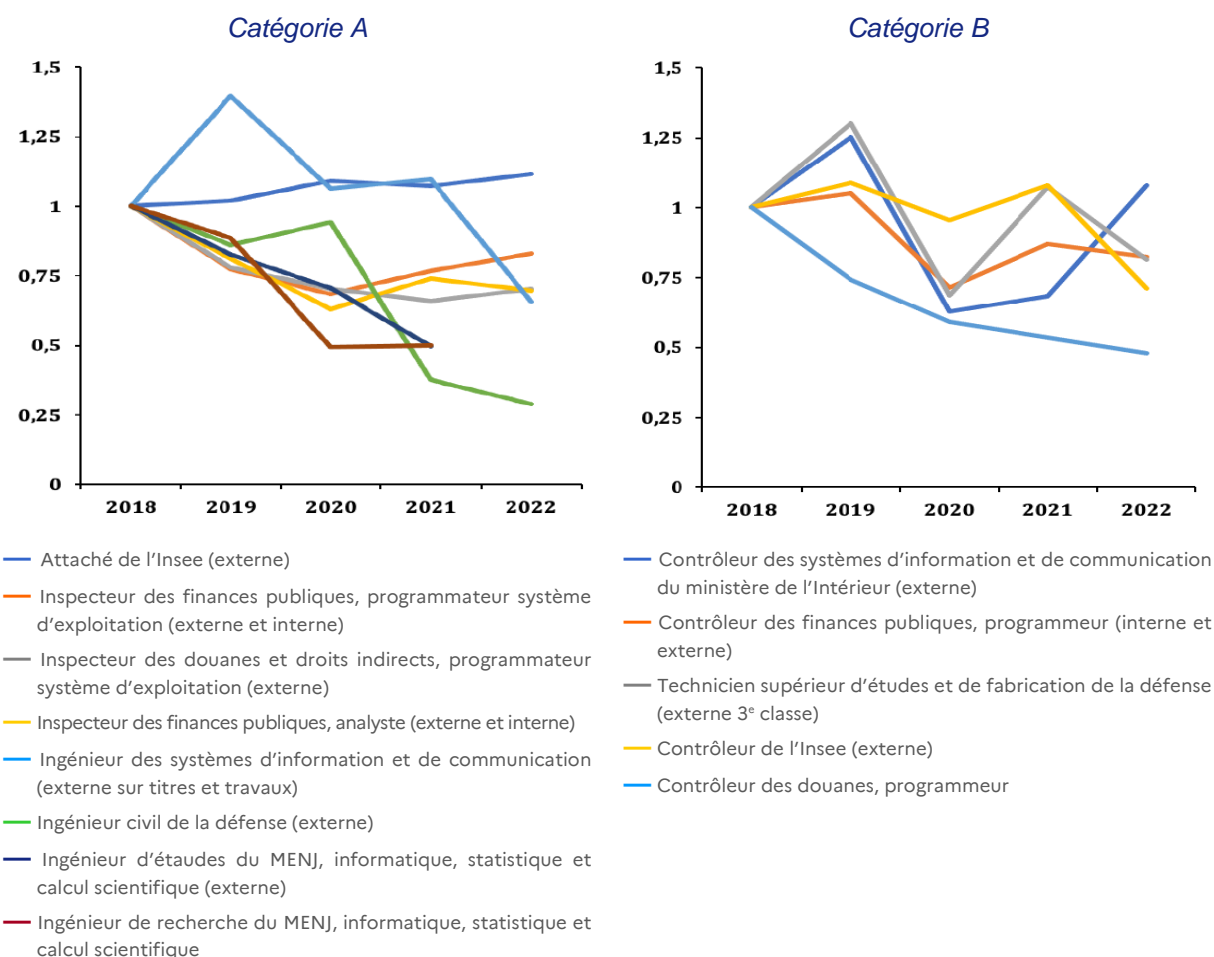 Catégorie A
1,5
1,25
1
0,75
0,5
0,25
0
2018 2019 2020 2021 2022
Attaché de l'Insee (externe)
Inspecteur des finances publiques, programmateur système
d'exploitation (externe et interne)
Inspecteur des douanes et droits indirects, programmateur
système d'exploitation (externe)
Inspecteur des finances publiques, analyste (externe et interne)
Ingénieur des systèmes d'information et de communication
(externe sur titres et travaux)
Ingénieur civil de la défense (externe)
Ingénieur d'étaudes du MENJ, informatique, statistique et
calcul scientifique (externe)
Ingénieur de recherche du MENJ, informatique, statistique et
calcul scientifique
Catégorie B
1,5
1,25
1
0,75
0,5
0,25
0
2018 2019 2020 2021 2022
Contrôleur des systèmes d'information et de communication
du ministère de l'Intérieur (externe)
Contrôleur des finances publiques, programmeur (interne et
externe)
Technicien supérieur d'études et de fabrication de la défense
(externe 3e classe)
Contrôleur de l'Insee (externe)
Contrôleur des douanes, programmeur